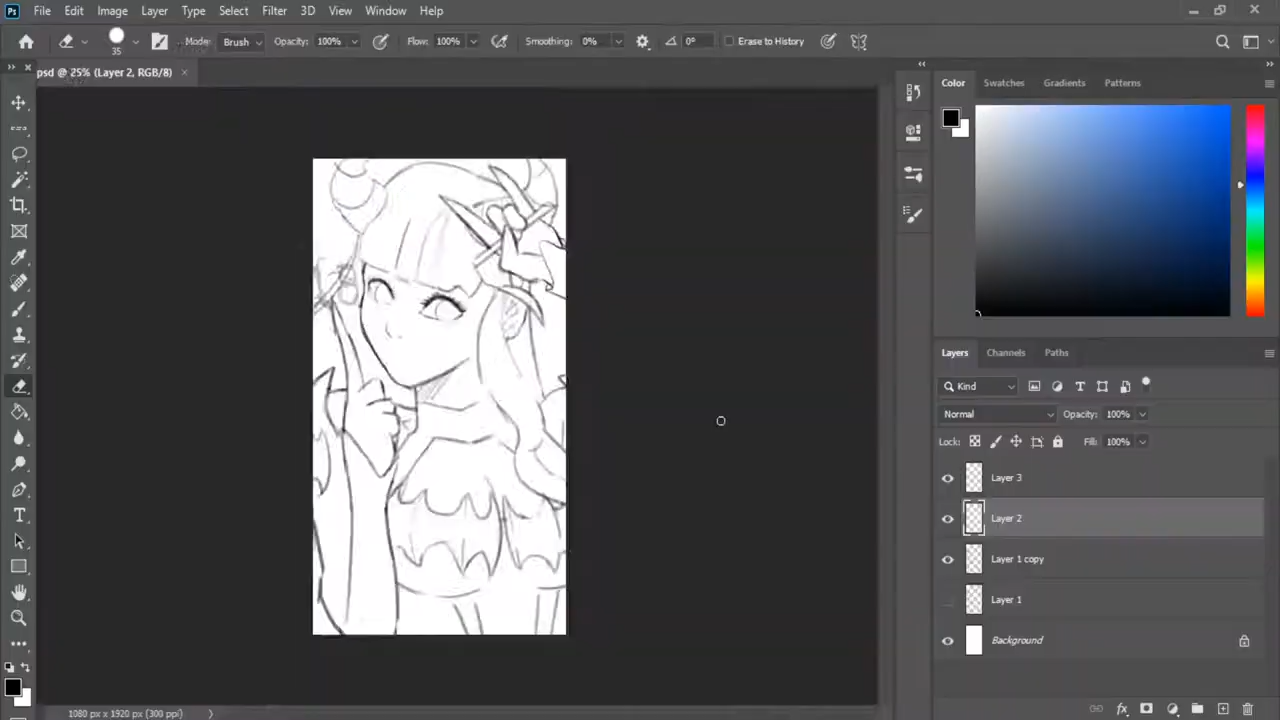 Ps File Edit Image Layer Type Select Filter 3D View Window Help
35 Mode: Brush Opacity: 100% Flow: 100% Smoothing: 0% 0° Erase to History
psd @ 25% (Layer 2, RGB/8)
Color Swatches Gradients Patterns
Layers Channels Paths
Kind
Normal Opacity: 100%
Lock: Fill: 100%
Layer 3
Layer 2
Layer 1 copy
Layer 1
Background
1080 px x 1920 px (300 ppi)